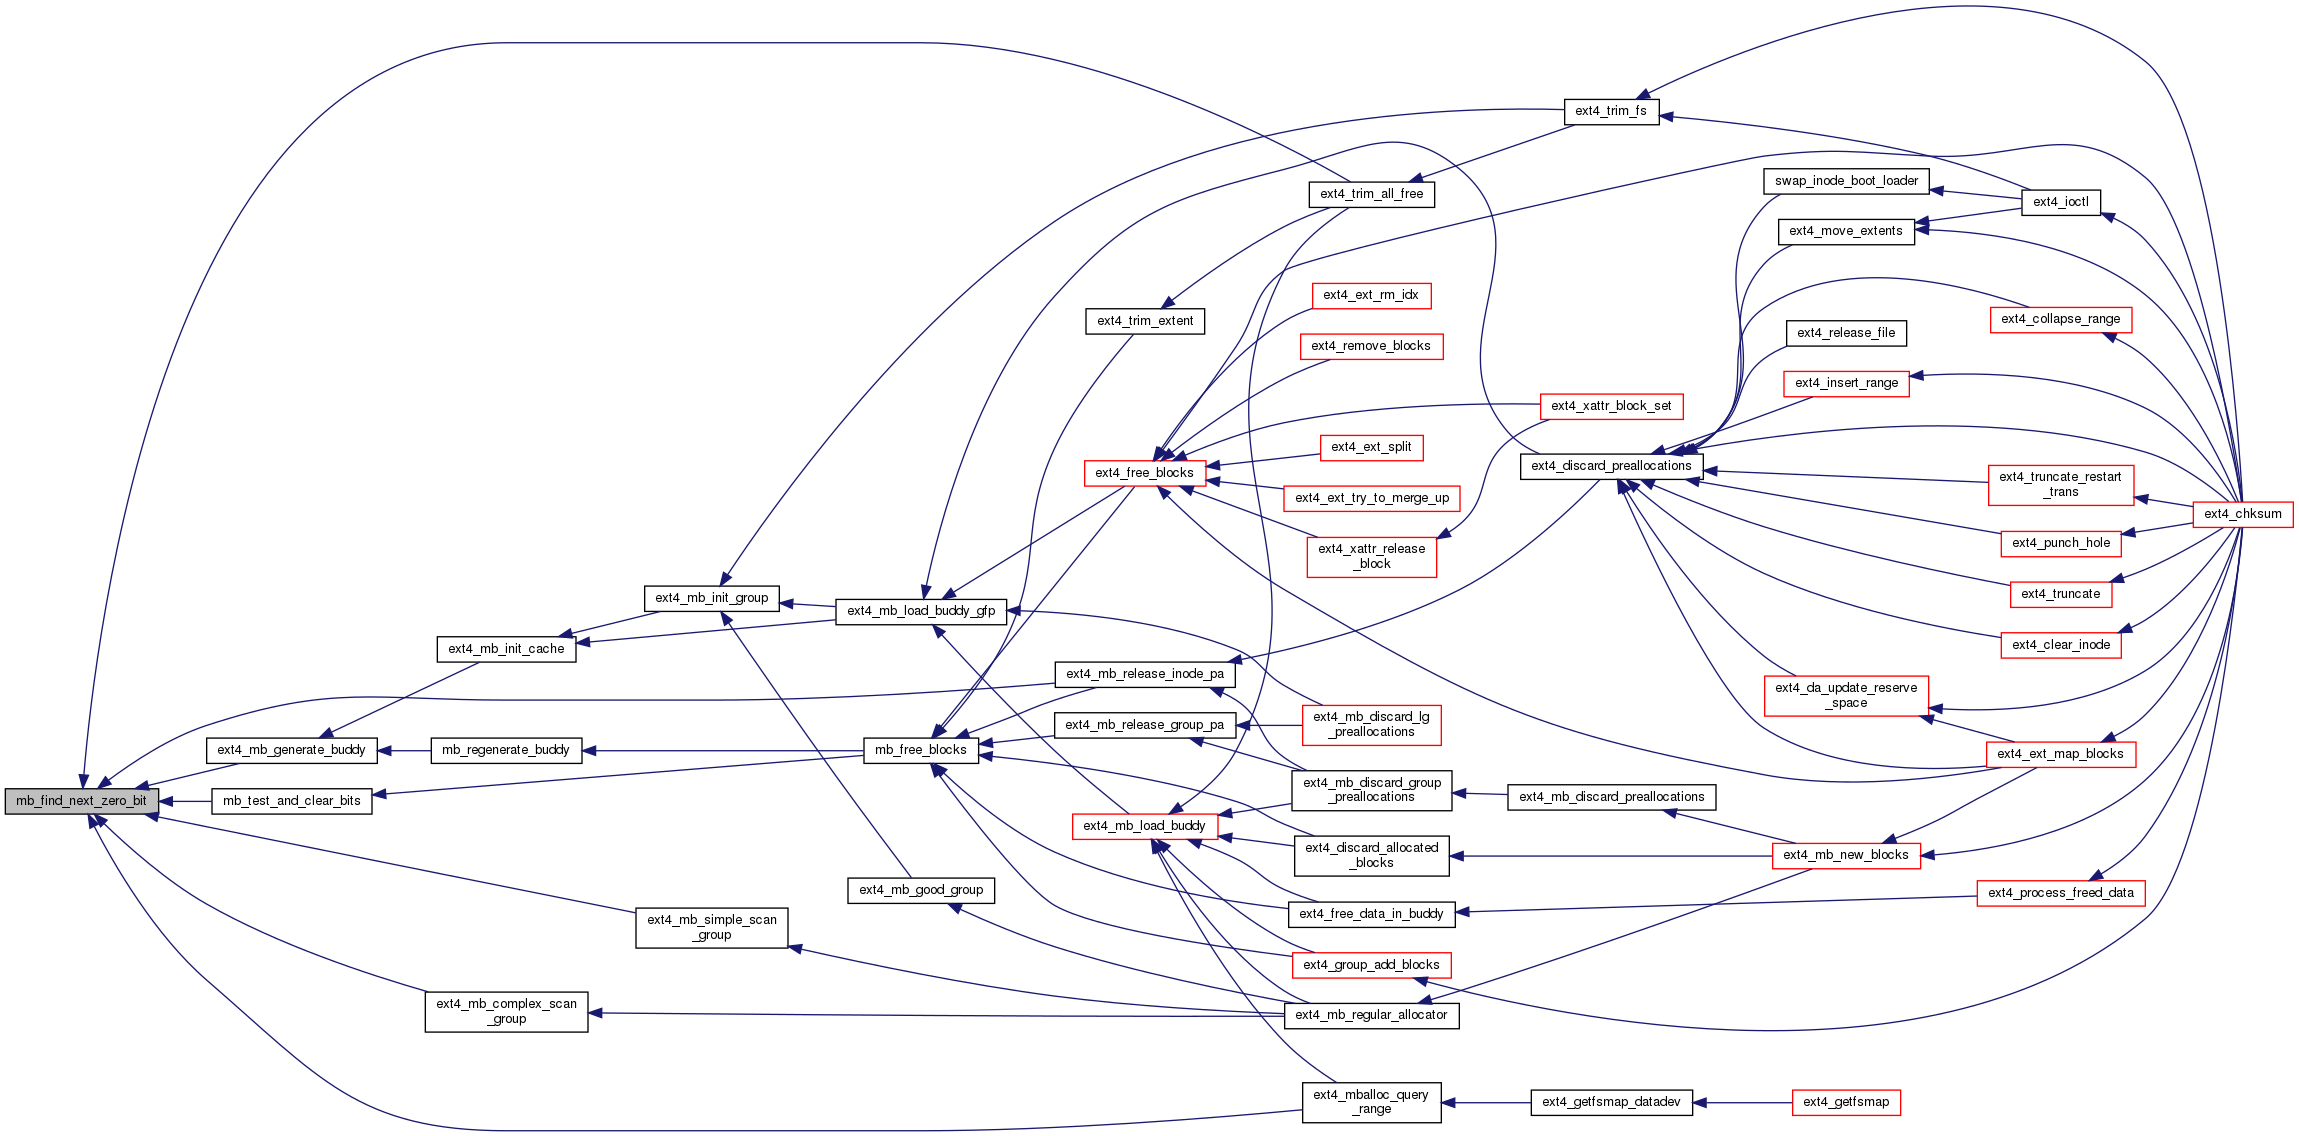 ext4_trim_fs
swap_inode_boot_loader
ext4_trim_all_free
ext4_ioctl
ext4_move_extents
ext4_ext_rm_idx
ext4_trim_extent
ext4_collapse_range
ext4_release_file
ext4_remove_blocks
ext4_insert_range
ext4_xattr_block_set
ext4_ext_split
ext4_free_blocks
ext4_discard_preallocations
ext4_truncate_restart
_trans
ext4_ext_try_to_merge_up
ext4_chksum
ext4_punch_hole
ext4_xattr_release
_block
ext4_truncate
ext4_mb_init_group
ext4_mb_load_buddy_gfp
ext4_mb_init_cache
ext4_clear_inode
ext4_mb_release_inode_pa
ext4_da_update_reserve
_space
ext4_mb_release_group_pa
ext4_mb_discard_lg
_preallocations
ext4_mb_generate_buddy
mb_regenerate_buddy
mb_free_blocks
ext4_ext_map_blocks
ext4_mb_discard_group
_preallocations
ext4_mb_discard_preallocations
mb_find_next_zero_bit
mb_test_and_clear_bits
ext4_mb_load_buddy
ext4_discard_allocated
_blocks
ext4_mb_new_blocks
ext4_mb_good_group
ext4_process_freed_data
ext4_free_data_in_buddy
ext4_mb_simple_scan
_group
ext4_group_add_blocks
ext4_mb_complex_scan
_group
ext4_mb_regular_allocator
ext4_mballoc_query
_range
ext4_getfsmap_datadev
ext4_getfsmap